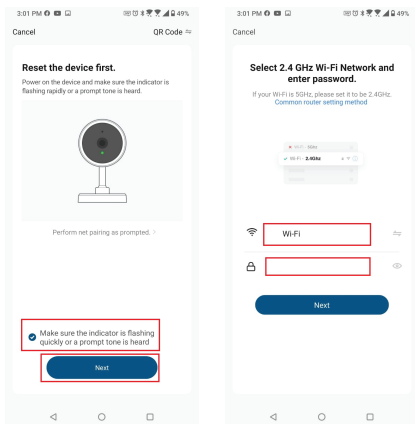 3:01 PM
49%
Cancel
QR Code
Reset the device first.
Power on the device and make sure the indicator is
flashing rapidly or a prompt tone is heard.
Perform net pairing as prompted.
Make sure the indicator is flashing
quickly or a prompt tone is heard
Next
3:01 PM
49%
Cancel
Select 2.4 GHz Wi-Fi Network and
enter password.
If your Wi-Fi is 5GHz, please set it to be 2.4GHz.
Common router setting method
Wi-Fi - 5Ghz
Wi-Fi - 2.4Ghz
Wi-Fi
Next